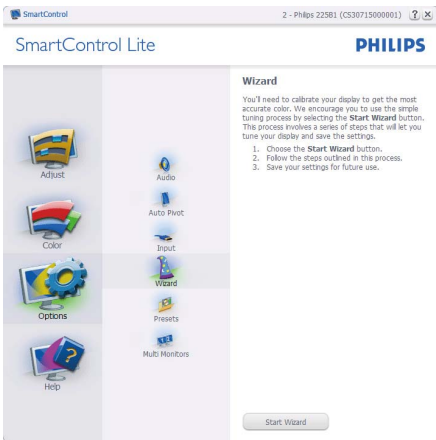 SmartControl
2 - Philips 225B1 (CS30715000001)
? X
SmartControl Lite
PHILIPS
Adjust
Color
Options
Help
Audio
Auto Pivot
Input
Wizard
Presets
Multi Monitors
Wizard
You'll need to calibrate your display to get the most
accurate color. We encourage you to use the simple
tuning process by selecting the Start Wizard button.
This process involves a series of steps that will let you
tune your display and save the settings.
1. Choose the Start Wizard button.
2. Follow the steps outlined in this process.
3. Save your settings for future use.
Start Wizard